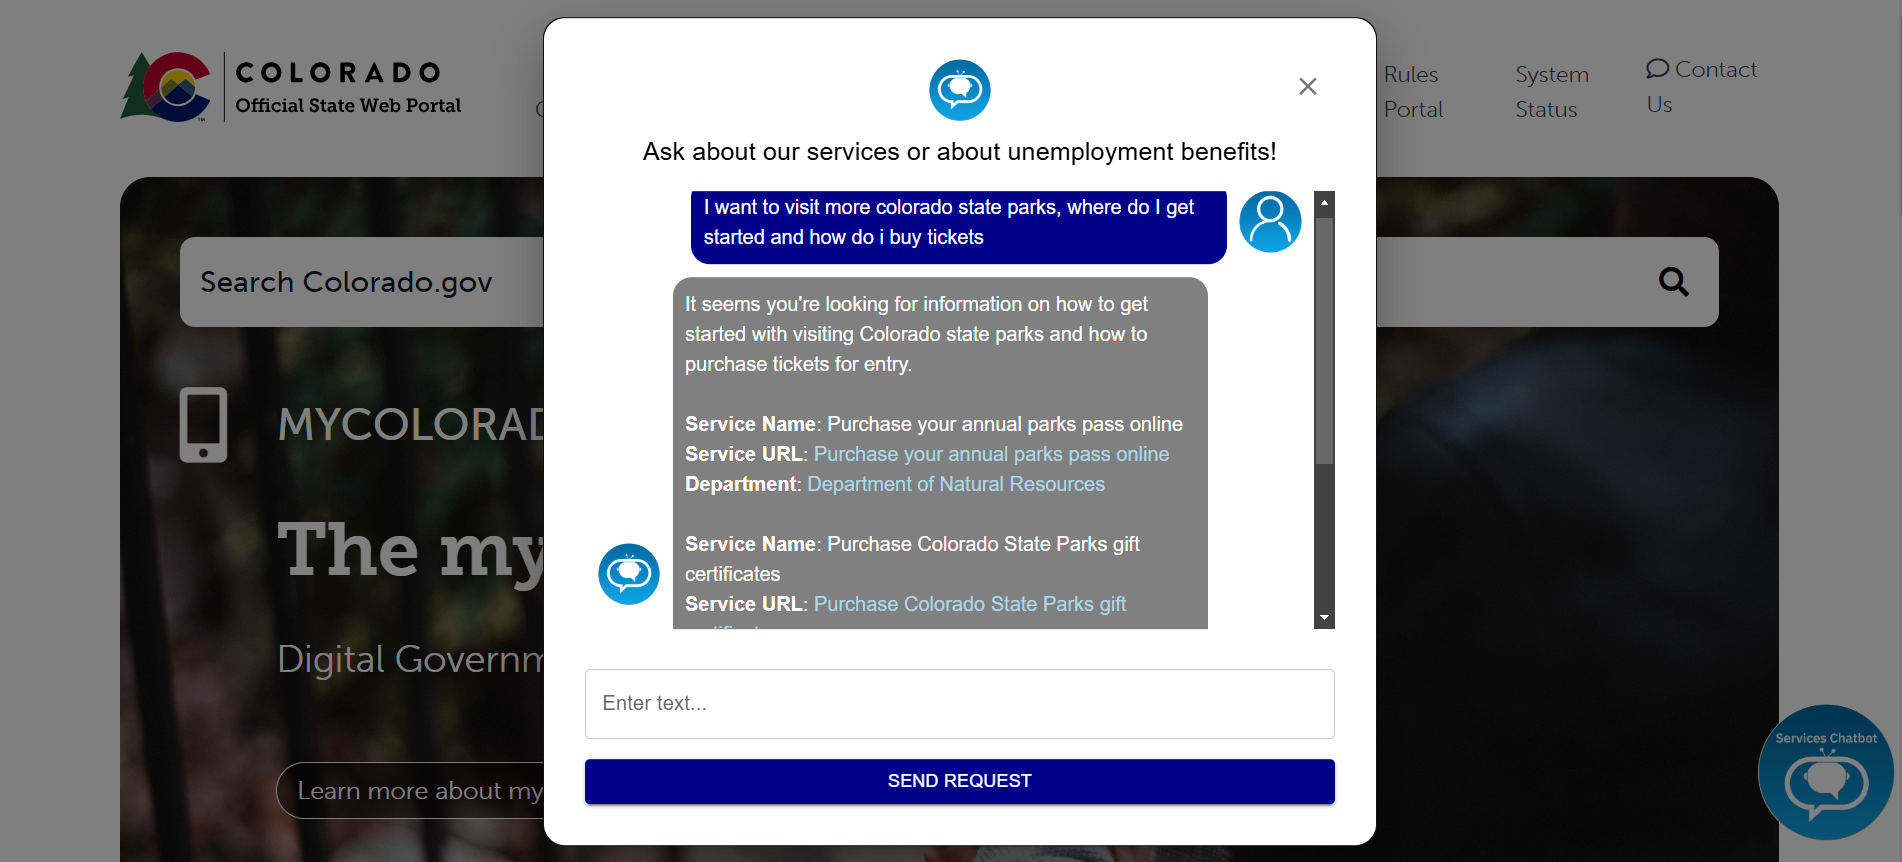 COLORADO
Official State Web Portal
Rules
Portal
System
Status
Contact
Us
Ask about our services or about unemployment benefits!
I want to visit more colorado state parks, where do I get
started and how do i buy tickets
Search Colorado.gov
It seems you're looking for information on how to get
started with visiting Colorado state parks and how to
purchase tickets for entry.
Service Name: Purchase your annual parks pass online
Service URL: Purchase your annual parks pass online
Department: Department of Natural Resources
Service Name: Purchase Colorado State Parks gift
certificates
Service URL: Purchase Colorado State Parks gift
MYCOLORAD
The my
Digital Governm
Learn more about my
Enter text...
SEND REQUEST
Services Chatbot